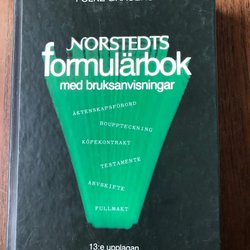 NORSTEDTS
formulärbok
med bruksanvisningar
ÄKTENSKAPSFÖRORD
BOUPPTECKNING
KÖPEKONTRAKT
TESTAMENTE
ARVSKIFTE
FULLMAKT
13:e upplagan